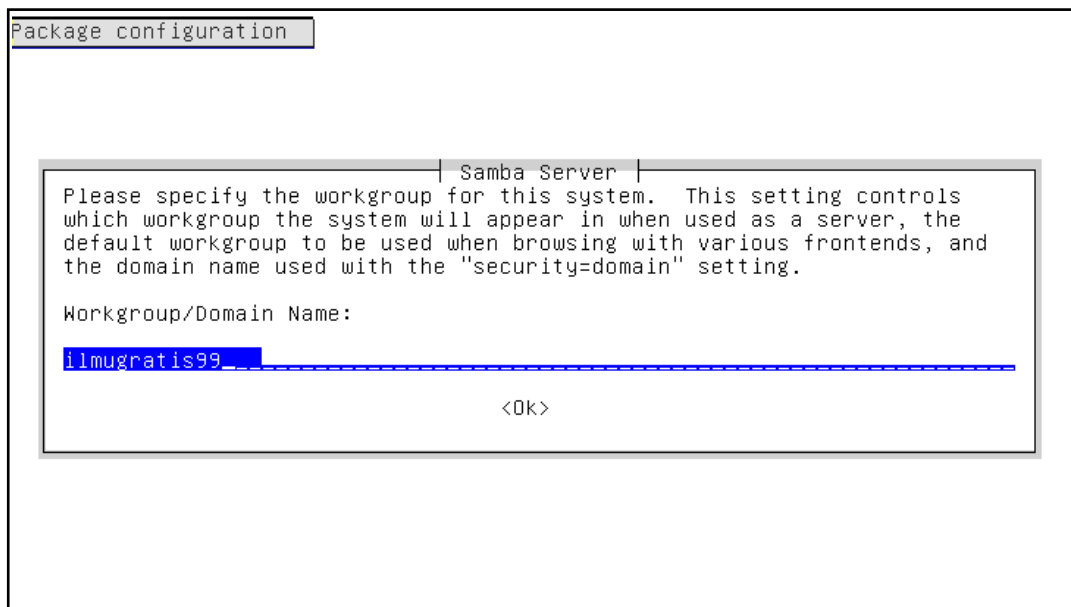 Package configuration
Samba Server
Please specify the workgroup for this system.  This setting controls
which workgroup the system will appear in when used as a server, the
default workgroup to be used when browsing with various frontends, and
the domain name used with the "security=domain" setting.
Workgroup/Domain Name:
ilmugratis99
<Ok>